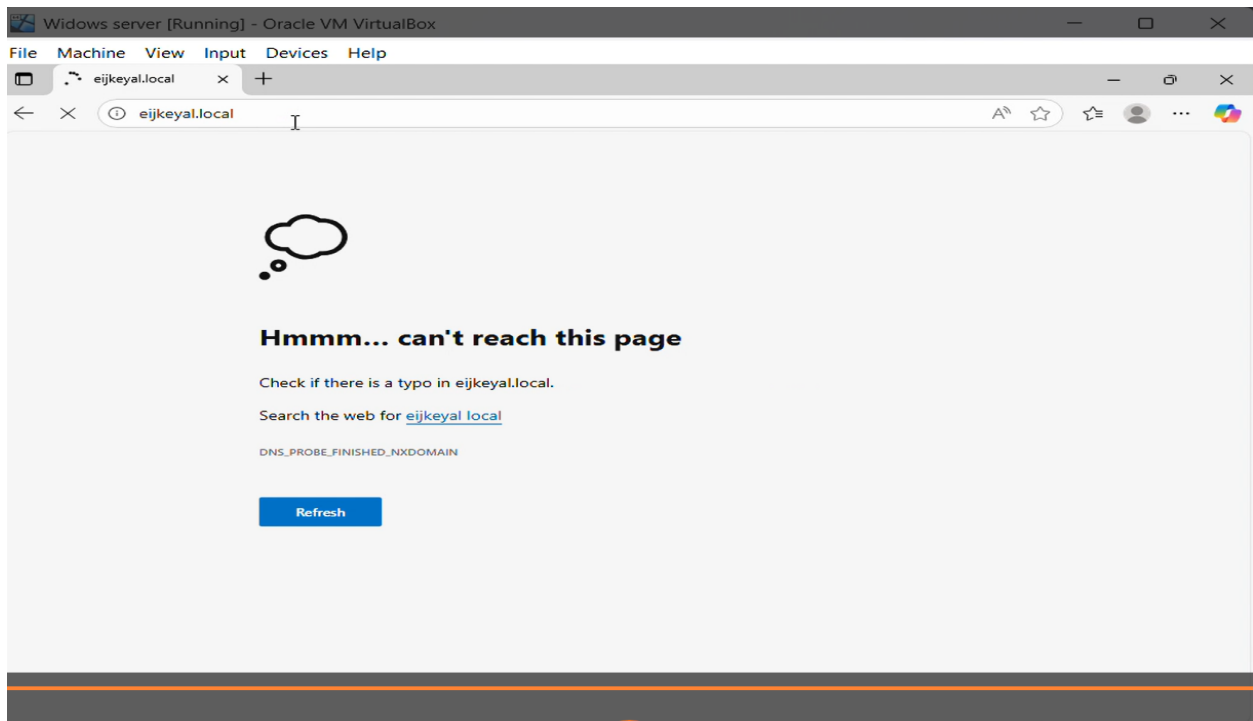 Widows server [Running] - Oracle VM VirtualBox
File Machine View Input Devices Help
eijkeyal.local
eijkeyal.local
Hmmm... can't reach this page
Check if there is a typo in eijkeyal.local.
Search the web for eijkeyal local
DNS_PROBE_FINISHED_NXDOMAIN
Refresh